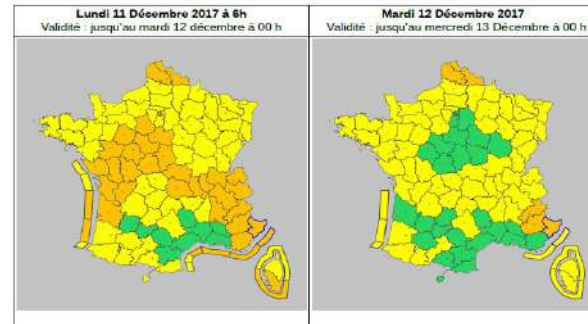 Lundi 11 Décembre 2017 à 6h
Validité : jusqu'au mardi 12 décembre à 00 h
Mardi 12 Décembre 2017
Validité : jusqu'au mercredi 13 Décembre à 00 h